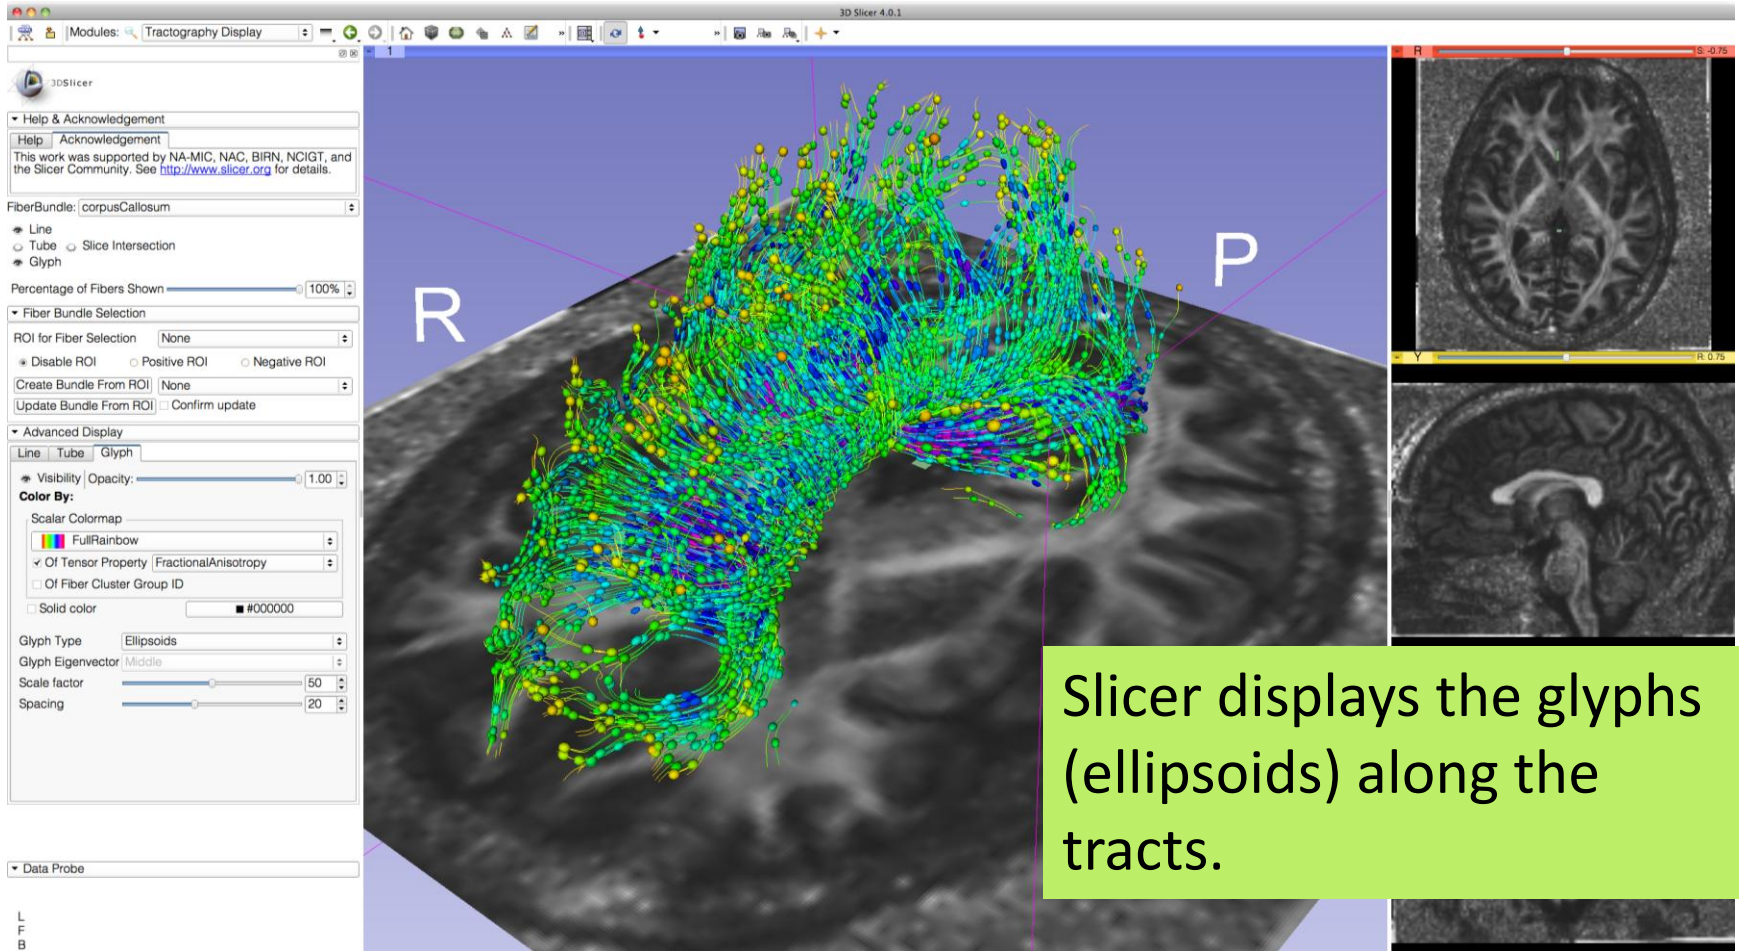 3D Slicer 4.0.1
Modules: Tractography Display
3DSlicer
Help & Acknowledgement
Help Acknowledgement
This work was supported by NA-MIC, NAC, BIRN, NCIGT, and
the Slicer Community. See http://www.slicer.org for details.
FiberBundle: corpusCallosum
Line
Tube Slice Intersection
Glyph
Percentage of Fibers Shown 100%
Fiber Bundle Selection
ROI for Fiber Selection None
Disable ROI Positive ROI Negative ROI
Create Bundle From ROI None
Update Bundle From ROI Confirm update
Advanced Display
Line Tube Glyph
Visibility Opacity: 1.00
Color By:
Scalar Colormap
FullRainbow
Of Tensor Property FractionalAnisotropy
Of Fiber Cluster Group ID
Solid color #000000
Glyph Type Ellipsoids
Glyph Eigenvector Middle
Scale factor 50
Spacing 20
Data Probe
L
F
B
1
R
P
R S: -0.75
Y R: 0.75
Slicer displays the glyphs
(ellipsoids) along the
tracts.